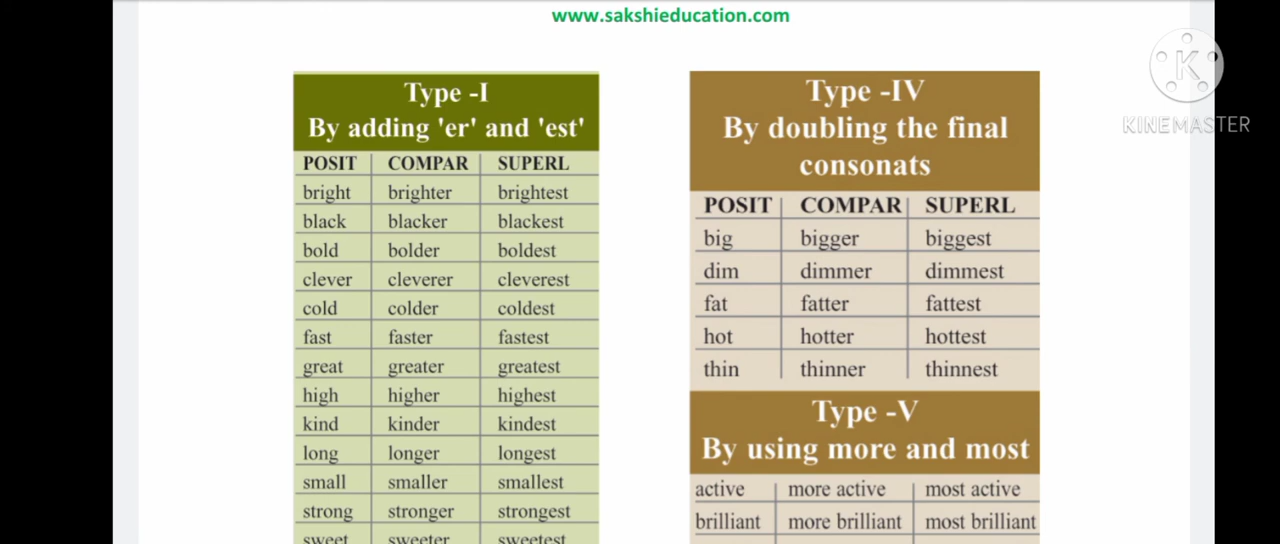 www.sakshieducation.com
Type -I
By adding 'er' and 'est'
POSIT COMPAR SUPERL
bright brighter brightest
black blacker blackest
bold bolder boldest
clever cleverer cleverest
cold colder coldest
fast faster fastest
great greater greatest
high higher highest
kind kinder kindest
long longer longest
small smaller smallest
strong stronger strongest
sweet sweeter sweetest
Type -IV
By doubling the final
consonats
POSIT COMPAR SUPERL
big bigger biggest
dim dimmer dimmest
fat fatter fattest
hot hotter hottest
thin thinner thinnest
Type -V
By using more and most
active more active most active
brilliant more brilliant most brilliant
K
KINEMASTER